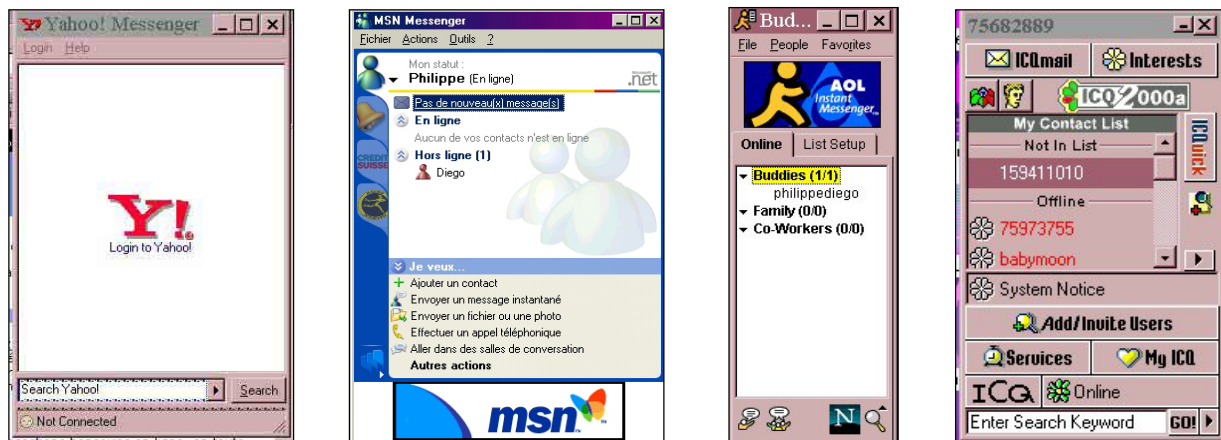 Yahoo! Messenger
Login Help
Y!
Login to Yahoo!
Search Yahoo!
Search
Not Connected
MSN Messenger
Fichier Actions Outils ?
Mon statut :
Philippe (En ligne)
.net
Pas de nouveau(x) message(s)
En ligne
Aucun de vos contacts n'est en ligne
CREDIT
SUISSE
Hors ligne (1)
Diego
Je veux...
Ajouter un contact
Envoyer un message instantané
Envoyer un fichier ou une photo
Effectuer un appel téléphonique
Aller dans des salles de conversation
Autres actions
msn
Bud...
File People Favorites
AOL
Instant
Messenger
Online List Setup
Buddies (1/1)
philippediego
Family (0/0)
Co-Workers (0/0)
N
75682889
ICQmail Interests
ICQ2000a
My Contact List
Not In List
159411010
ICQuick
Offline
75973755
babymoon
System Notice
Add/Invite Users
Services My ICQ
ICQ Online
Enter Search Keyword GO!